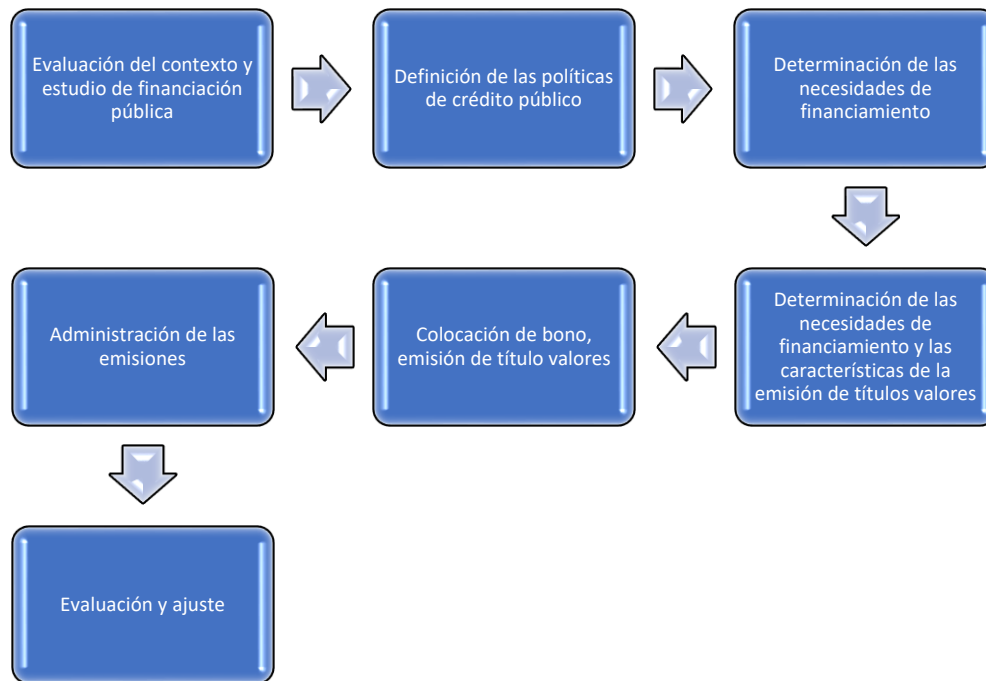 Evaluación del contexto y
estudio de financiación
pública
Definición de las políticas
de crédito público
Determinación de las
necesidades de
financiamiento
Determinación de las
necesidades de
financiamiento y las
características de la
emisión de títulos valores
Colocación de bono,
emisión de título valores
Administración de las
emisiones
Evaluación y ajuste